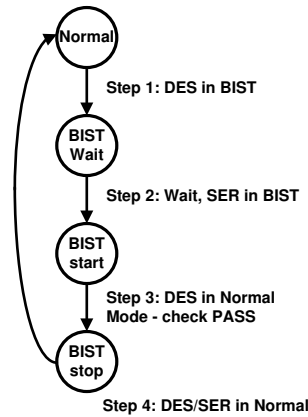 Normal
Step 1: DES in BIST
BIST
Wait
Step 2: Wait, SER in BIST
BIST
start
Step 3: DES in Normal
Mode - check PASS
BIST
stop
Step 4: DES/SER in Normal